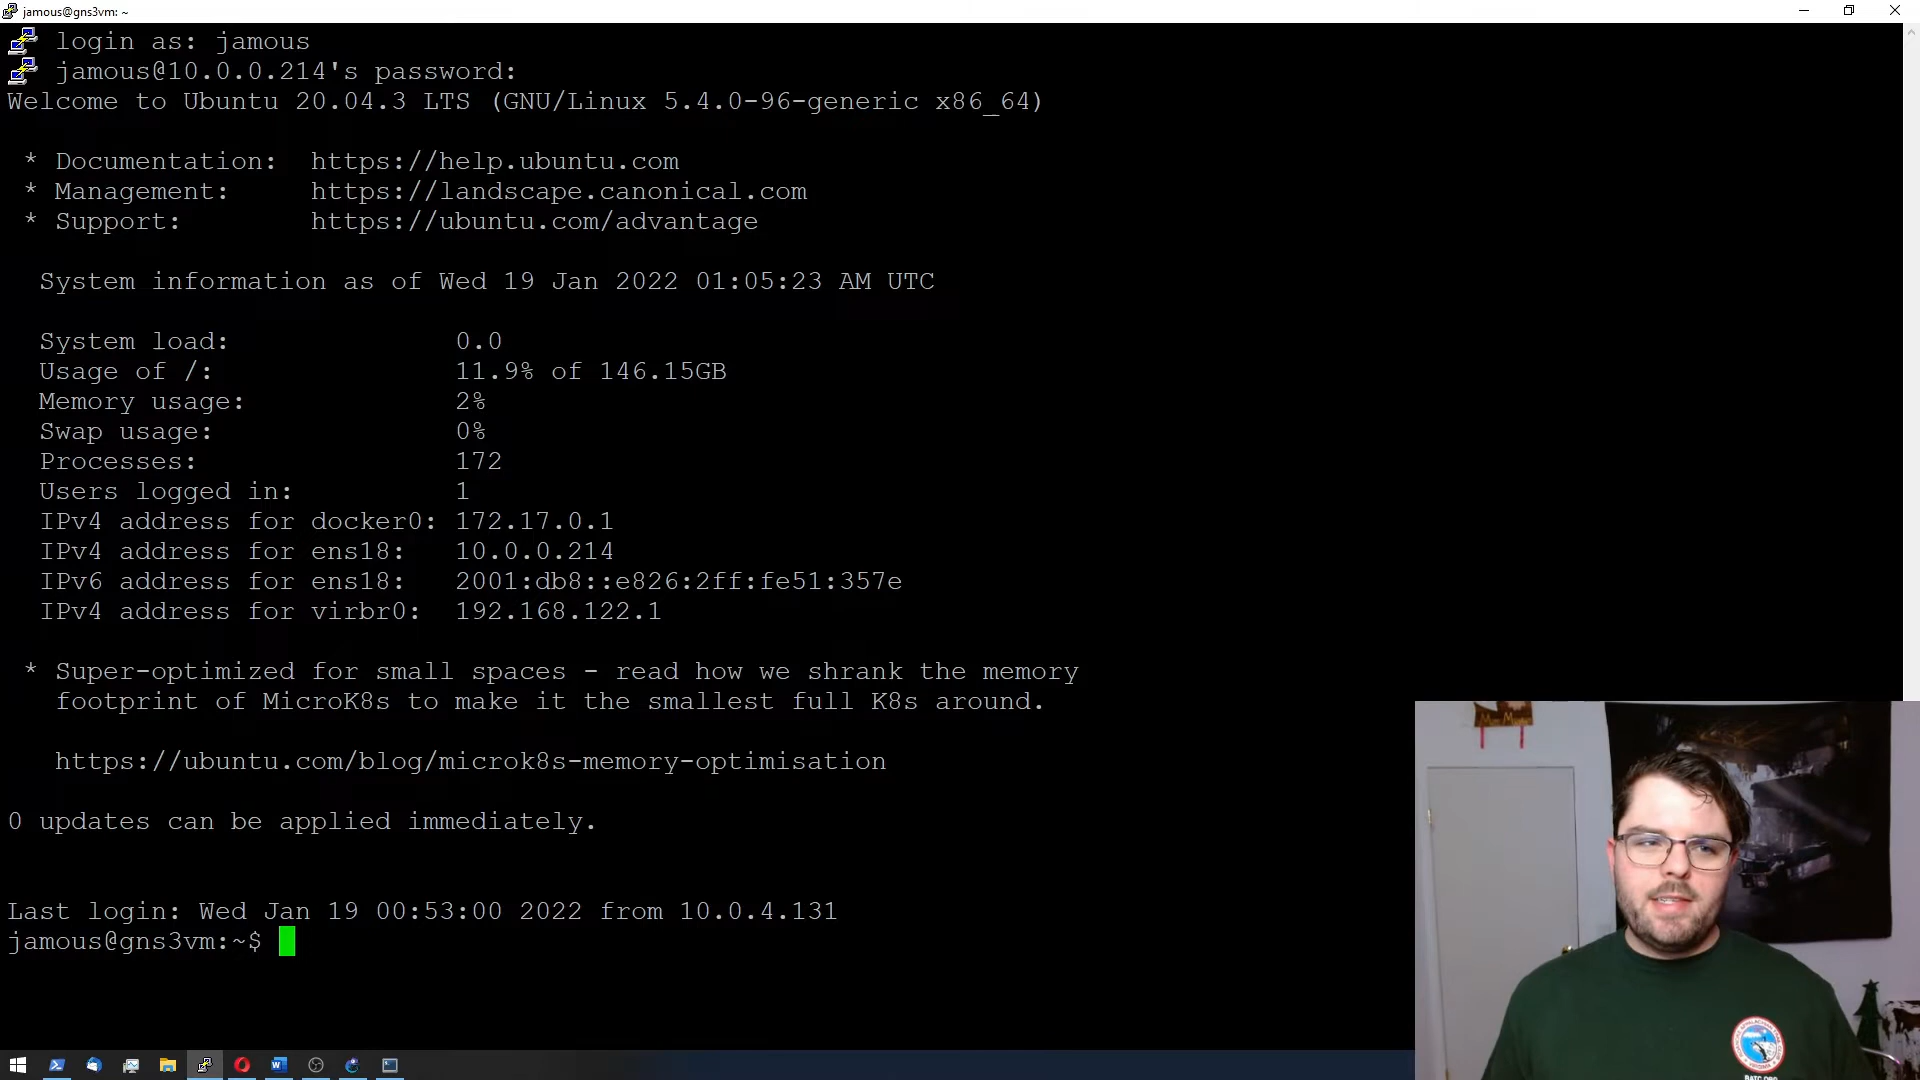 jamous@gns3vm: ~
login as: jamous
jamous@10.0.0.214's password:
Welcome to Ubuntu 20.04.3 LTS (GNU/Linux 5.4.0-96-generic x86_64)
* Documentation: https://help.ubuntu.com
* Management: https://landscape.canonical.com
* Support: https://ubuntu.com/advantage
System information as of Wed 19 Jan 2022 01:05:23 AM UTC
System load: 0.0
Usage of /: 11.9% of 146.15GB
Memory usage: 2%
Swap usage: 0%
Processes: 172
Users logged in: 1
IPv4 address for docker0: 172.17.0.1
IPv4 address for ens18: 10.0.0.214
IPv6 address for ens18: 2001:db8::e826:2ff:fe51:357e
IPv4 address for virbr0: 192.168.122.1
* Super-optimized for small spaces - read how we shrank the memory
footprint of MicroK8s to make it the smallest full K8s around.
https://ubuntu.com/blog/microk8s-memory-optimisation
0 updates can be applied immediately.
Last login: Wed Jan 19 00:53:00 2022 from 10.0.4.131
jamous@gns3vm:~$